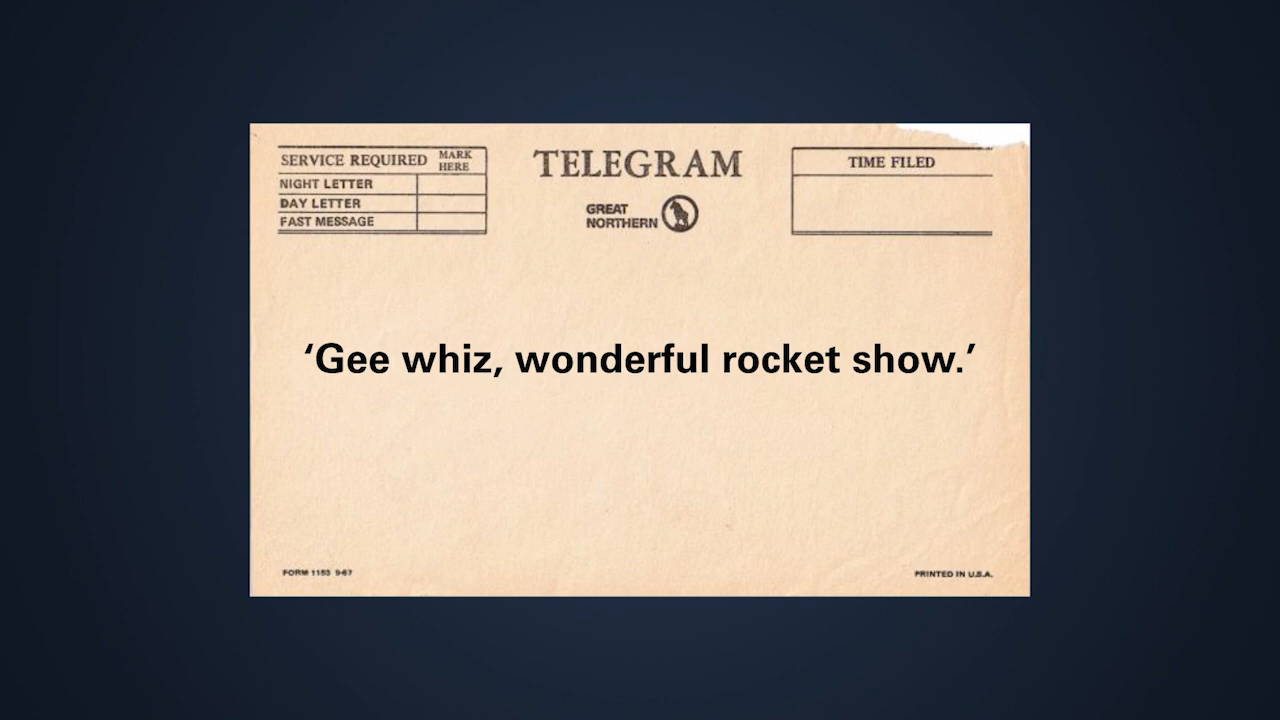 SERVICE REQUIRED MARK HERE
NIGHT LETTER
DAY LETTER
FAST MESSAGE
TELEGRAM
GREAT
NORTHERN
TIME FILED
‘Gee whiz, wonderful rocket show.’
FORM 1153 9-67
PRINTED IN U.S.A.